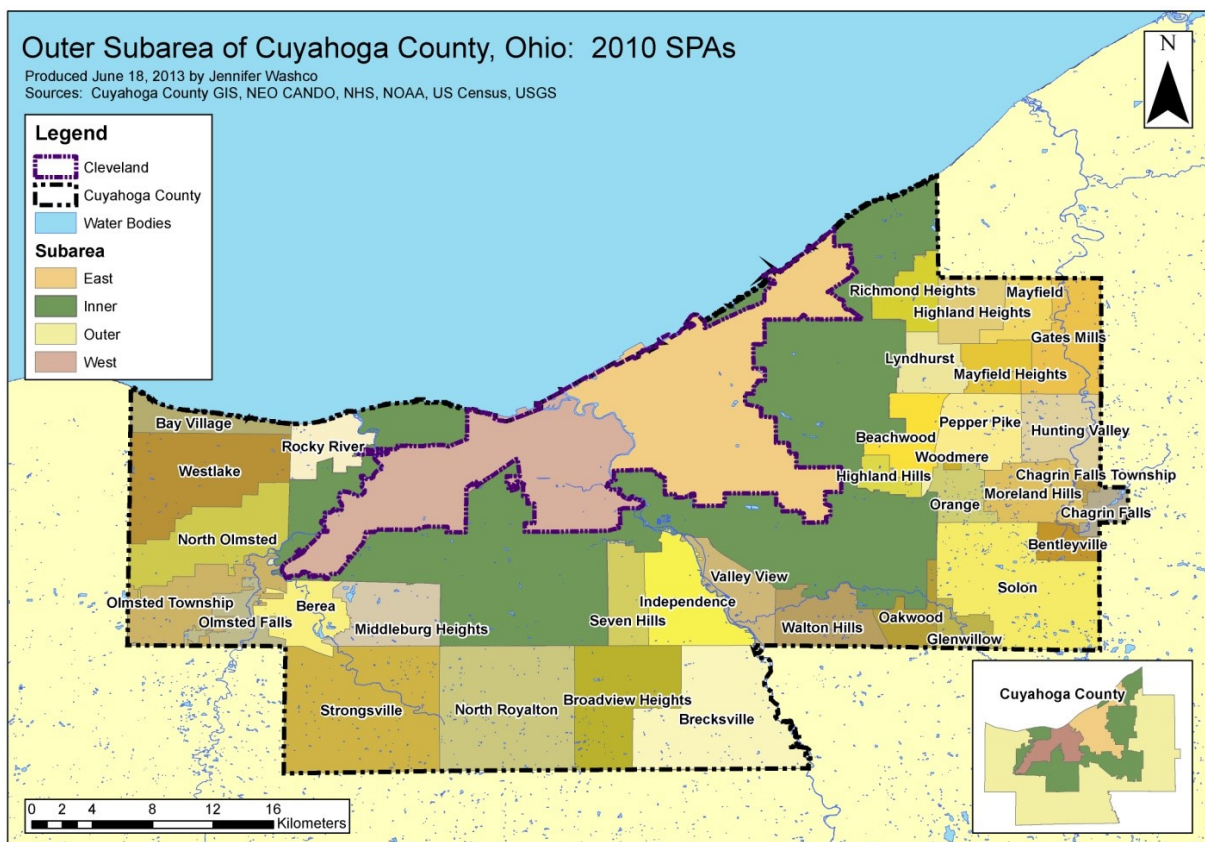 Outer Subarea of Cuyahoga County, Ohio: 2010 SPAs
Produced June 18, 2013 by Jennifer Washco
Sources: Cuyahoga County GIS, NEO CANDO, NHS, NOAA, US Census, USGS
N
Legend
Cleveland
Cuyahoga County
Water Bodies
Subarea
East
Inner
Outer
West
Richmond Heights
Mayfield
Highland Heights
Gates Mills
Lyndhurst
Mayfield Heights
Bay Village
Rocky River
Pepper Pike
Hunting Valley
Beachwood
Westlake
Woodmere
Highland Hills
Chagrin Falls Township
Moreland Hills
Orange
Chagrin Falls
North Olmsted
Bentleyville
Valley View
Solon
Olmsted Township
Berea
Independence
Olmsted Falls
Seven Hills
Oakwood
Middleburg Heights
Walton Hills
Glenwillow
Strongsville
North Royalton
Broadview Heights
Brecksville
Cuyahoga County
0 2 4 8 12 16
Kilometers